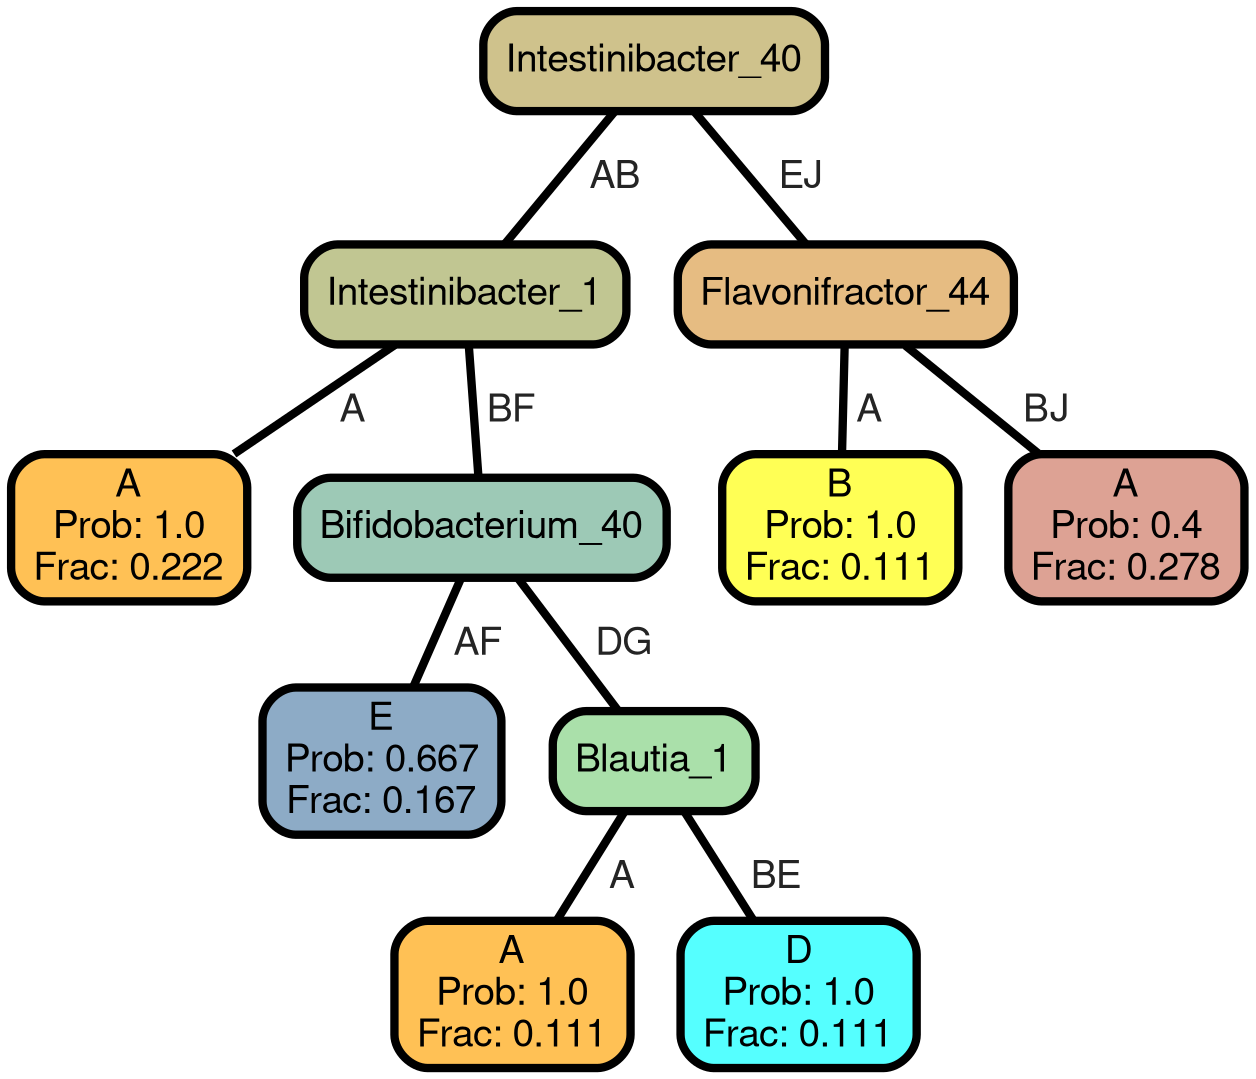 Intestinibacter_40
AB
EJ
Intestinibacter_1
Flavonifractor_44
A
BF
A
BJ
A
Prob: 1.0
Frac: 0.222
Bifidobacterium_40
B
Prob: 1.0
Frac: 0.111
A
Prob: 0.4
Frac: 0.278
AF
DG
E
Prob: 0.667
Frac: 0.167
Blautia_1
A
BE
A
Prob: 1.0
Frac: 0.111
D
Prob: 1.0
Frac: 0.111